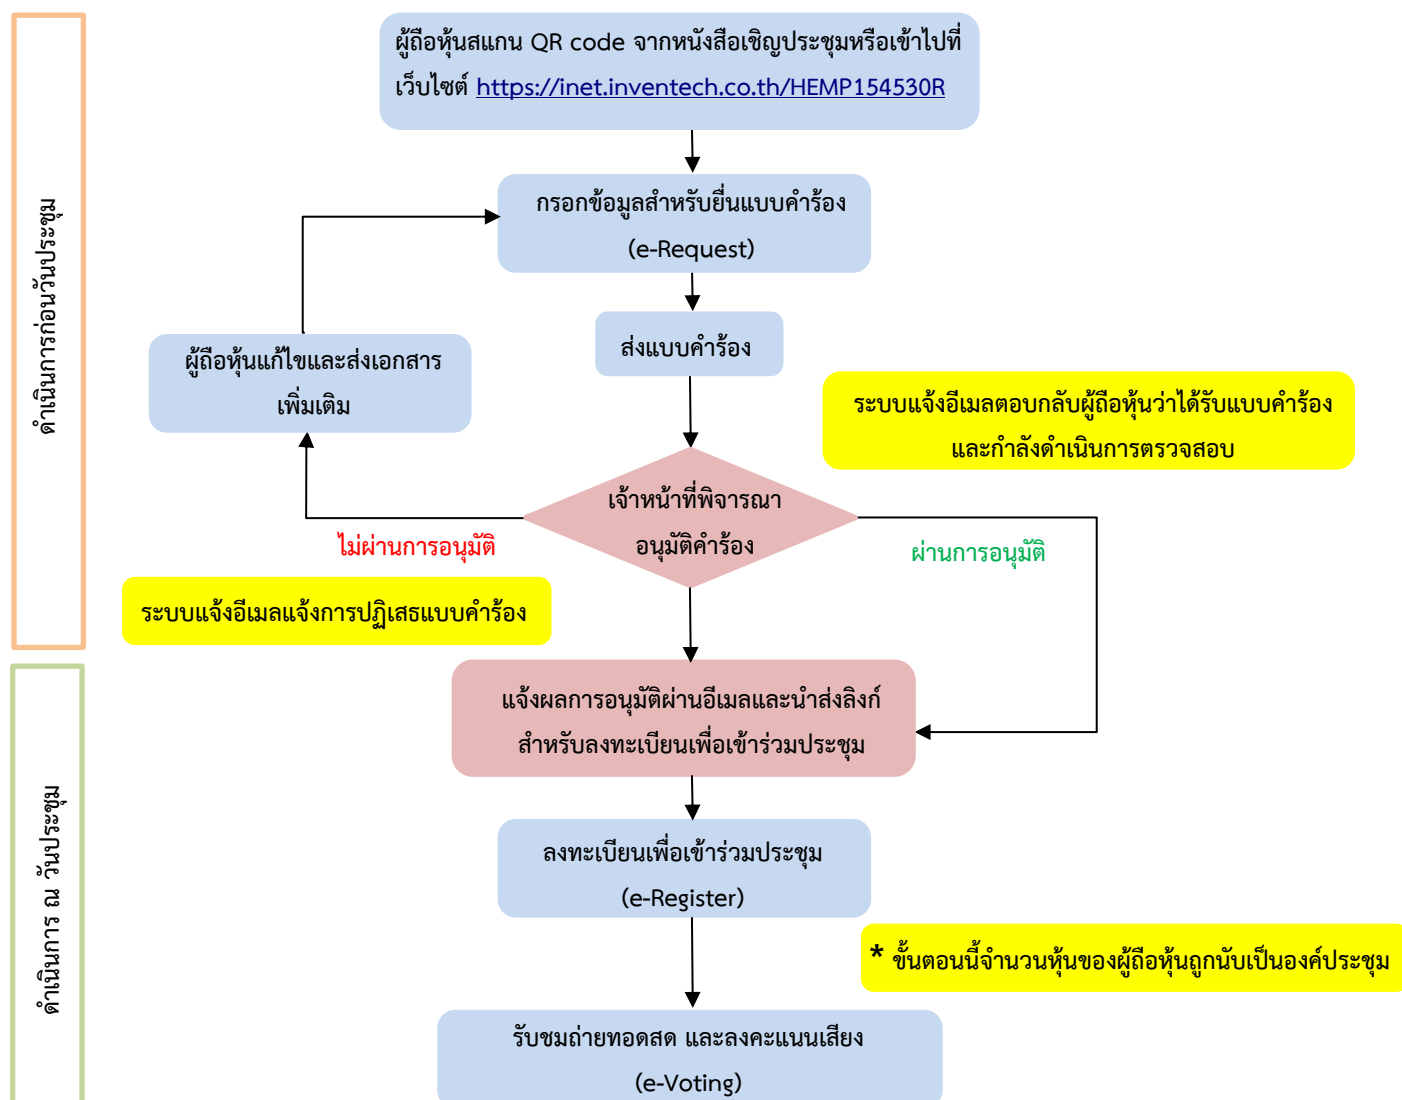 ดำเนินการก่อนวันประชุม
ผู้ถือหุ้นสแกน QR code จากหนังสือเชิญประชุมหรือเข้าไปที่
เว็บไซต์ https://inet.inventech.co.th/HEMP154530R
กรอกข้อมูลสำหรับยื่นแบบคำร้อง
(e-Request)
ส่งแบบคำร้อง
ผู้ถือหุ้นแก้ไขและส่งเอกสาร
เพิ่มเติม
ระบบแจ้งอีเมลตอบกลับผู้ถือหุ้นว่าได้รับแบบคำร้อง
และกำลังดำเนินการตรวจสอบ
เจ้าหน้าที่พิจารณา
อนุมัติคำร้อง
ไม่ผ่านการอนุมัติ
ผ่านการอนุมัติ
ระบบแจ้งอีเมลแจ้งการปฏิเสธแบบคำร้อง
ดำเนินการ ณ วันประชุม
แจ้งผลการอนุมัติผ่านอีเมลและนำส่งลิงก์
สำหรับลงทะเบียนเพื่อเข้าร่วมประชุม
ลงทะเบียนเพื่อเข้าร่วมประชุม
(e-Register)
* ขั้นตอนนี้จำนวนหุ้นของผู้ถือหุ้นถูกนับเป็นองค์ประชุม
รับชมถ่ายทอดสด และลงคะแนนเสียง
(e-Voting)